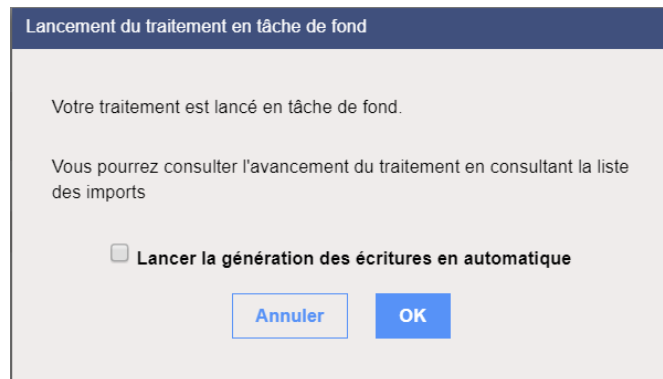 Lancement du traitement en tâche de fond
Votre traitement est lancé en tâche de fond.
Vous pourrez consulter l'avancement du traitement en consultant la liste
des imports
Lancer la génération des écritures en automatique
Annuler
OK